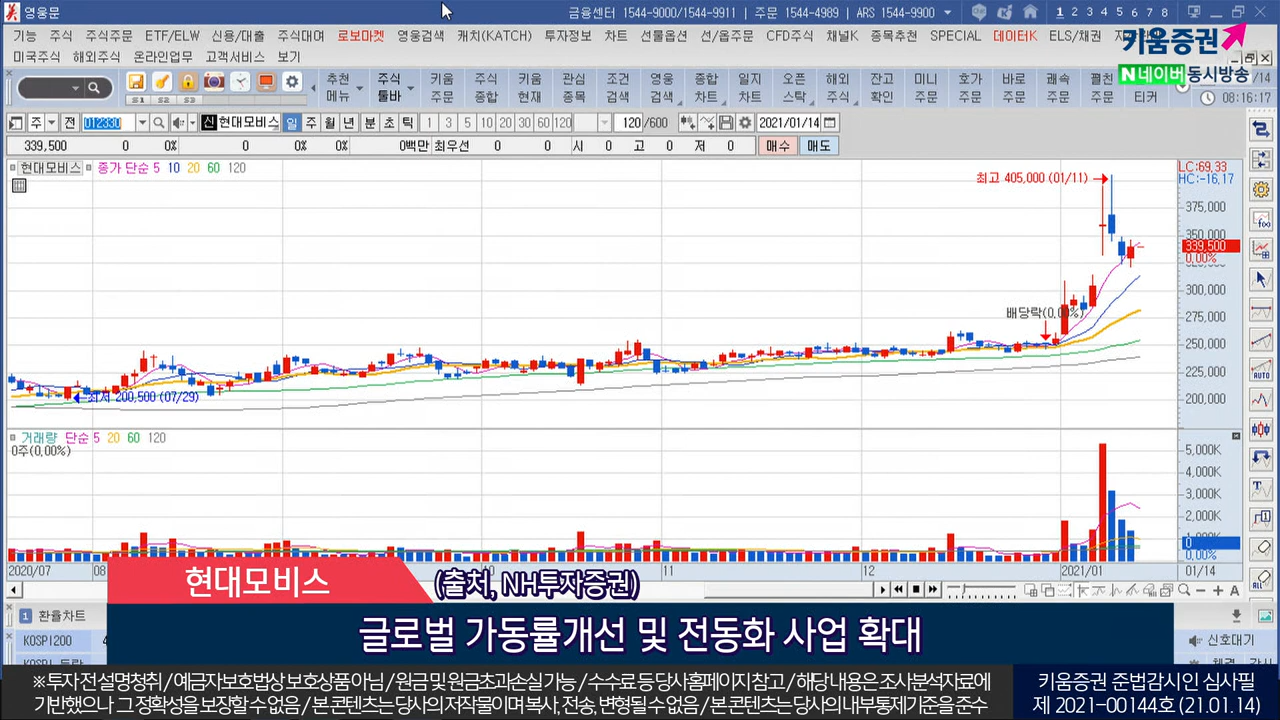 영웅문
금융센터 1544-9000/1544-9911 | 주문 1544-4989 | ARS 1544-9900
1 2 3 4 5 6 7 8
기능 주식 주식주문 ETF/ELW 신용/대출 주식대여 로보마켓 영웅검색 캐치(KATCH) 투자정보 차트 선물옵션 선/옵주문 CFD주식 채널K 종목추천 SPECIAL 데이터K ELS/채권
미국주식 해외주식 온라인업무 고객서비스 보기
키움증권
N 네이버 동시방송
S1 S2 S3
추천 메뉴 주식 툴바 키움 주문 주식 종합 키움 현재 관심 종목 조건 검색 영웅 검색 종합 차트 일지 차트 오픈 스탁 해외 주식 잔고 확인 미니 주문 호가 주문 바로 주문 쾌속 주문 펼친 주문 티커
/14
08:16:17
주 전 012330 신 현대모비스 일 주 월 년 분 초 틱 1 3 5 10 20 30 60 120 120 /600 2021/01/14
339,500 0 0% 0 0% 0% 0백만 최우선 0 0 시 0 고 0 저 0 매수 매도
현대모비스 종가 단순 5 10 20 60 120
LC:69.33
HC:-16.17
최고 405,000 (01/11)
375,000
350,000
339,500
0.00%
325,000
300,000
배당락(0.00%)
275,000
250,000
225,000
최저 200,500 (07/29)
200,000
거래량 단순 5 20 60 120
0주(0.00%)
5,000K
4,000K
3,000K
2,000K
1,000K
0
0.00%
2020/07 08 10 11 12 2021/01 01/14
현대모비스
(출처, NH투자증권)
1 환율차트
글로벌 가동률개선 및 전동화 사업 확대
KOSPI200
신호대기
※ 투자 전 설명청취 / 예금자보호법상 보호상품 아님 / 원금 및 원금초과손실 가능 / 수수료 등 당사홈페이지 참고 / 해당 내용은 조사분석자료에
기반했으나 그 정확성을 보장할 수 없음 / 본 콘텐츠는 당사의 저작물이며 복사, 전송, 변형될 수 없음 / 본 콘텐츠는 당사의 내부통제기준을 준수
키움증권 준법감시인 심사필
제 2021-00144호 (21.01.14)